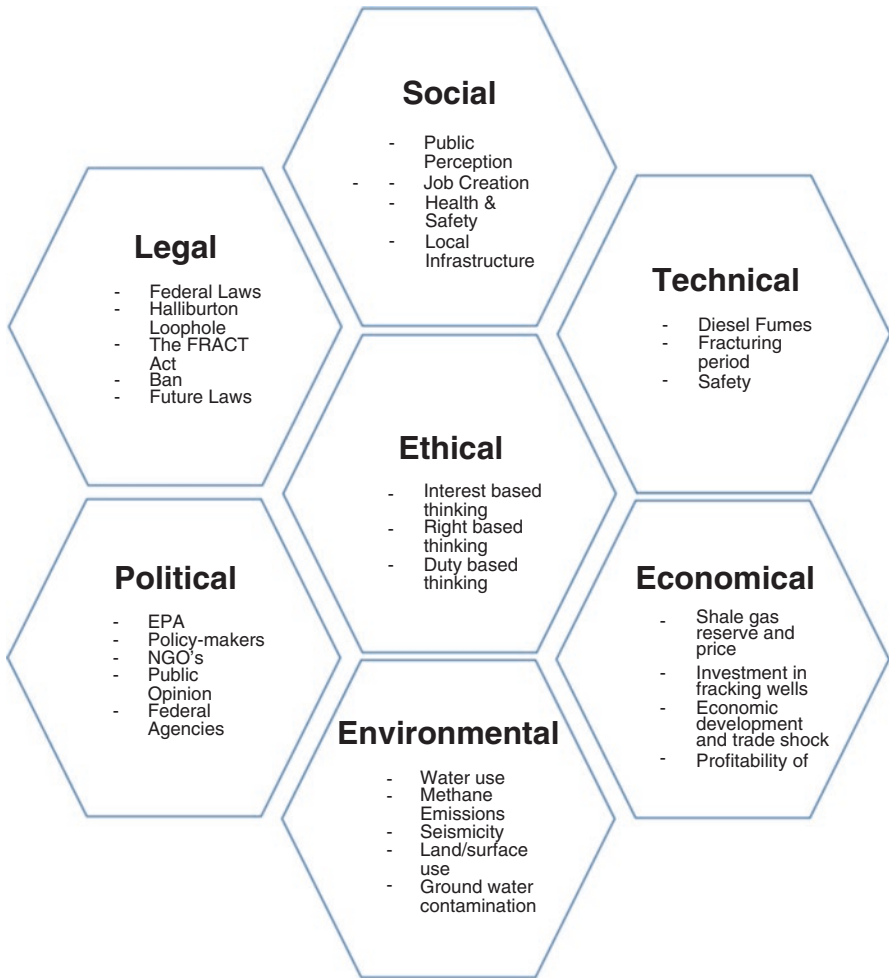 Social
- Public
Perception
- - Job Creation
- Health &
Safety
- Local
Infrastructure
Legal
- Federal Laws
- Halliburton
Loophole
- The FRACT
Act
- Ban
- Future Laws
Technical
- Diesel Fumes
- Fracturing
period
- Safety
Ethical
- Interest based
thinking
- Right based
thinking
- Duty based
thinking
Political
- EPA
- Policy-makers
- NGO's
- Public
Opinion
- Federal
Agencies
Economical
- Shale gas
reserve and
price
- Investment in
fracking wells
- Economic
development
and trade shock
- Profitability of
Environmental
- Water use
- Methane
Emissions
- Seismicity
- Land/surface
use
- Ground water
contamination